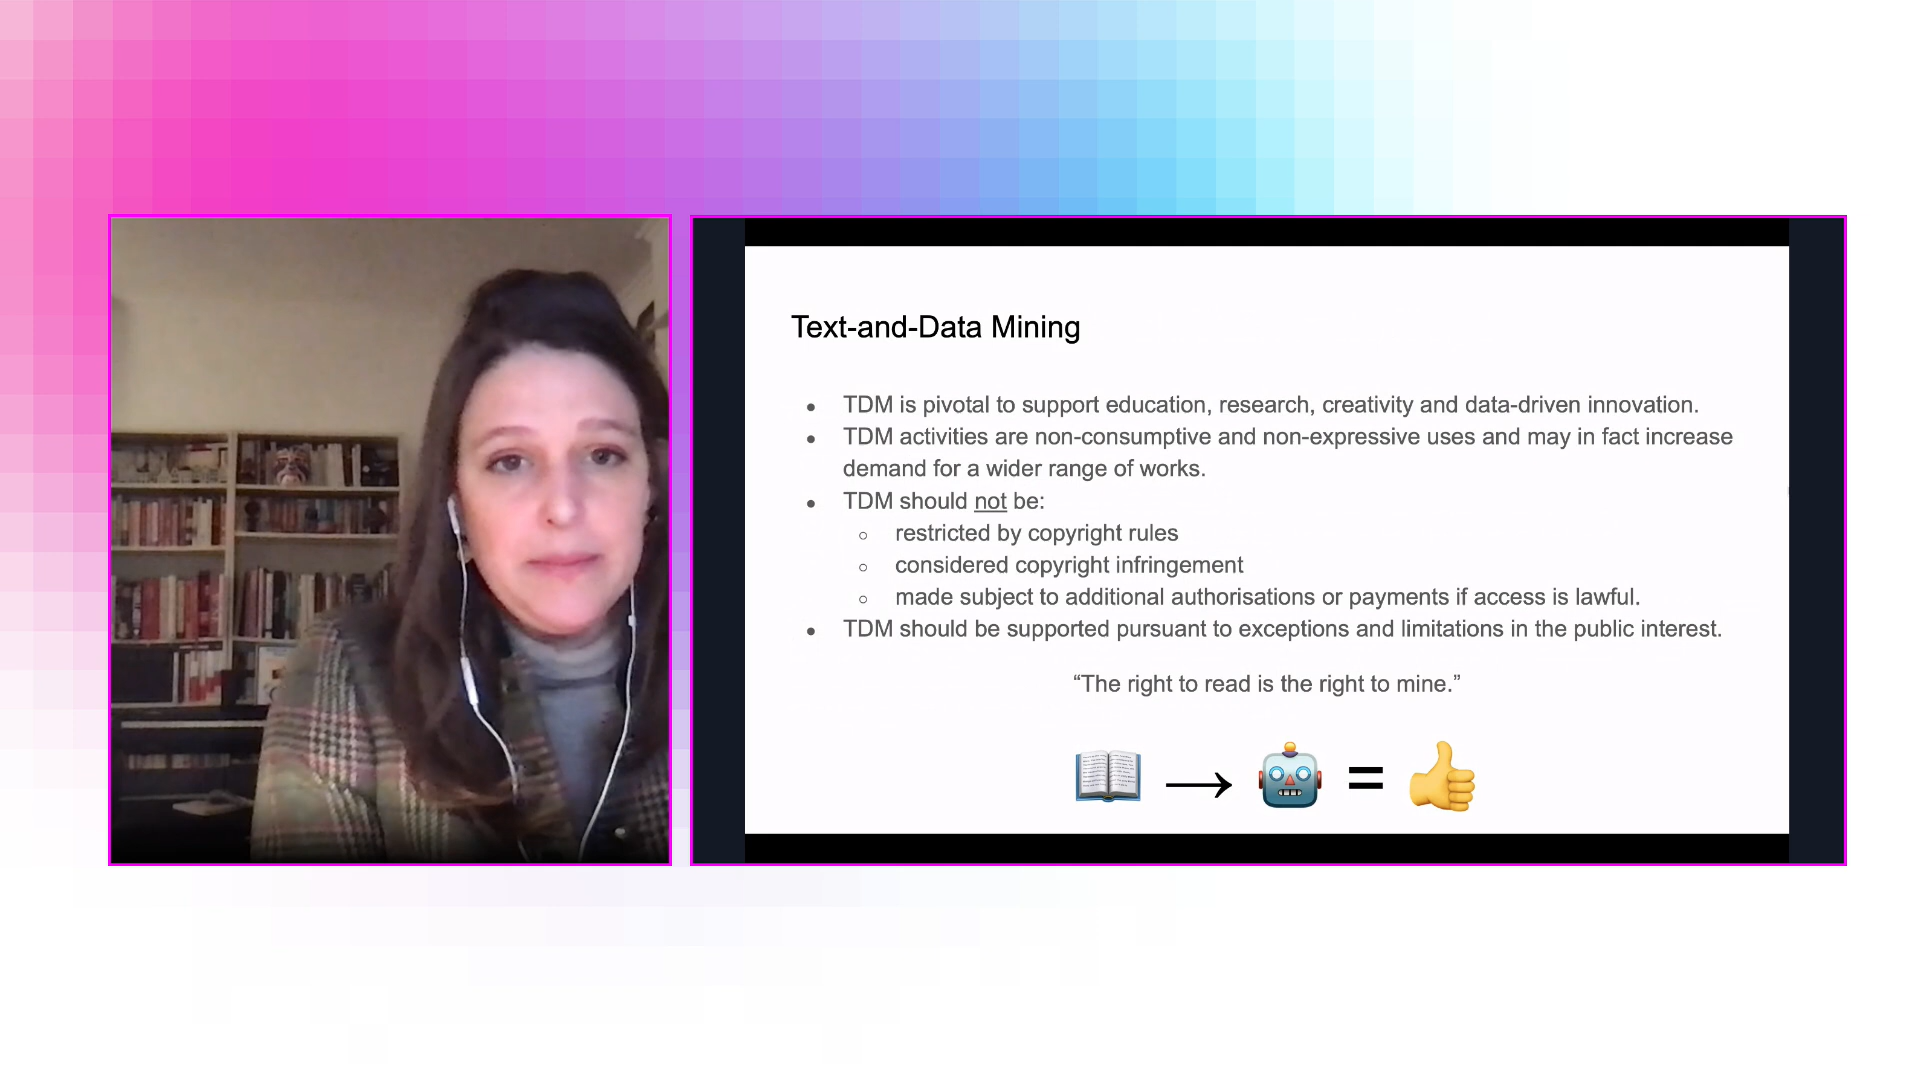 Text-and-Data Mining
● TDM is pivotal to support education, research, creativity and data-driven innovation.
● TDM activities are non-consumptive and non-expressive uses and may in fact increase
demand for a wider range of works.
● TDM should not be:
○ restricted by copyright rules
○ considered copyright infringement
○ made subject to additional authorisations or payments if access is lawful.
● TDM should be supported pursuant to exceptions and limitations in the public interest.
“The right to read is the right to mine.”